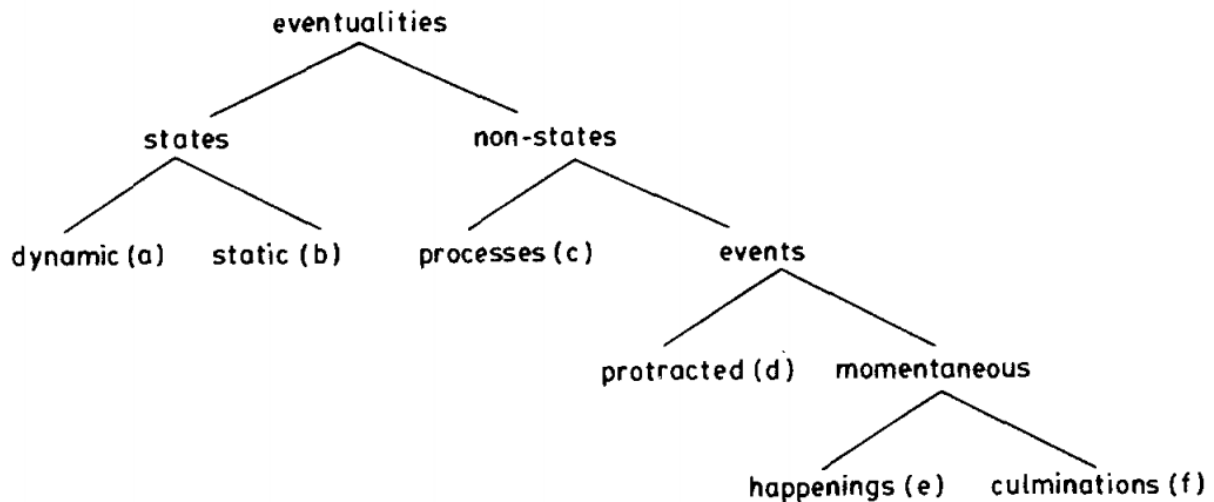 eventualities
states non-states
dynamic (a) static (b) processes (c) events
protracted (d) momentaneous
happenings (e) culminations (f)